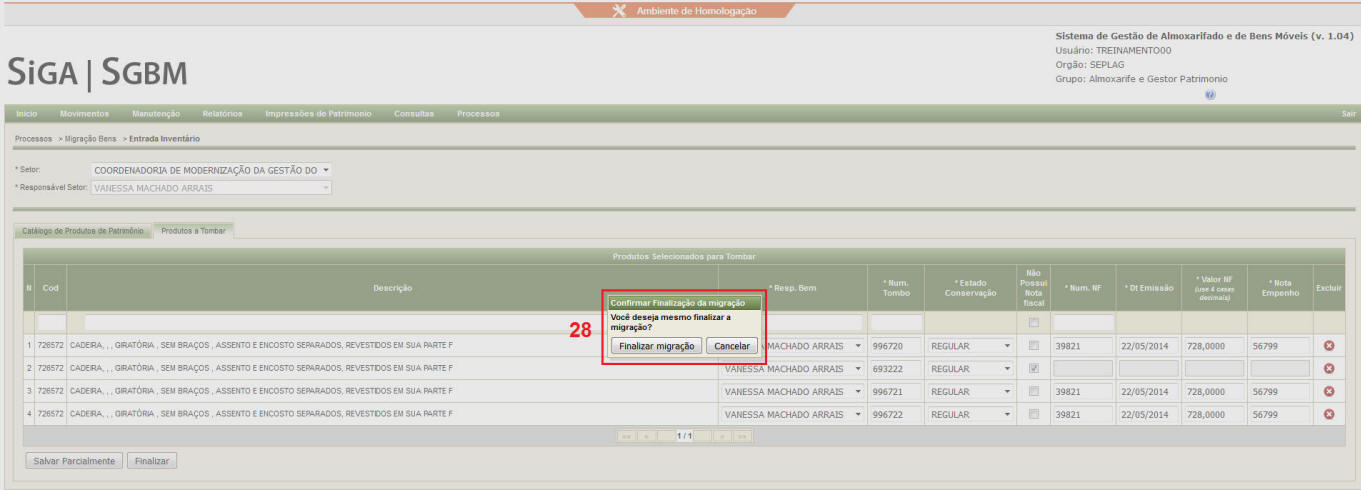 Ambiente de Homologação
Sistema de Gestão de Almoxarifado e de Bens Móveis (v. 1.04)
Usuário: TREINAMENTO00
Orgão: SEPLAG
Grupo: Almoxarife e Gestor Patrimonio
SiGA | SGBM
Início Movimentos Manutenção Relatórios Impressões de Patrimonio Consultas Processos Sair
Processos > Migração Bens > Entrada Inventário
* Setor: COORDENADORIA DE MODERNIZAÇÃO DA GESTÃO DO
* Responsável Setor: VANESSA MACHADO ARRAIS
Catálogo de Produtos de Patrimônio Produtos a Tombar
Produtos Selecionados para Tombar
N Cod Descrição * Resp. Bem * Num. Tombo * Estado Conservação Não Possui Nota fiscal * Num. NF * Dt Emissão * Valor NF (use 4 casas decimais) * Nota Empenho Excluir
28
Confirmar Finalização da migração
Você deseja mesmo finalizar a
migração?
Finalizar migração Cancelar
1 726572 CADEIRA, , , GIRATÓRIA , SEM BRAÇOS , ASSENTO E ENCOSTO SEPARADOS, REVESTIDOS EM SUA PARTE F MACHADO ARRAIS 996720 REGULAR 39821 22/05/2014 728,0000 56799
2 726572 CADEIRA, , , GIRATÓRIA , SEM BRAÇOS , ASSENTO E ENCOSTO SEPARADOS, REVESTIDOS EM SUA PARTE F VANESSA MACHADO ARRAIS 693222 REGULAR
3 726572 CADEIRA, , , GIRATÓRIA , SEM BRAÇOS , ASSENTO E ENCOSTO SEPARADOS, REVESTIDOS EM SUA PARTE F VANESSA MACHADO ARRAIS 996721 REGULAR 39821 22/05/2014 728,0000 56799
4 726572 CADEIRA, , , GIRATÓRIA , SEM BRAÇOS , ASSENTO E ENCOSTO SEPARADOS, REVESTIDOS EM SUA PARTE F VANESSA MACHADO ARRAIS 996722 REGULAR 39821 22/05/2014 728,0000 56799
«« « 1 / 1 » »»
Salvar Parcialmente Finalizar